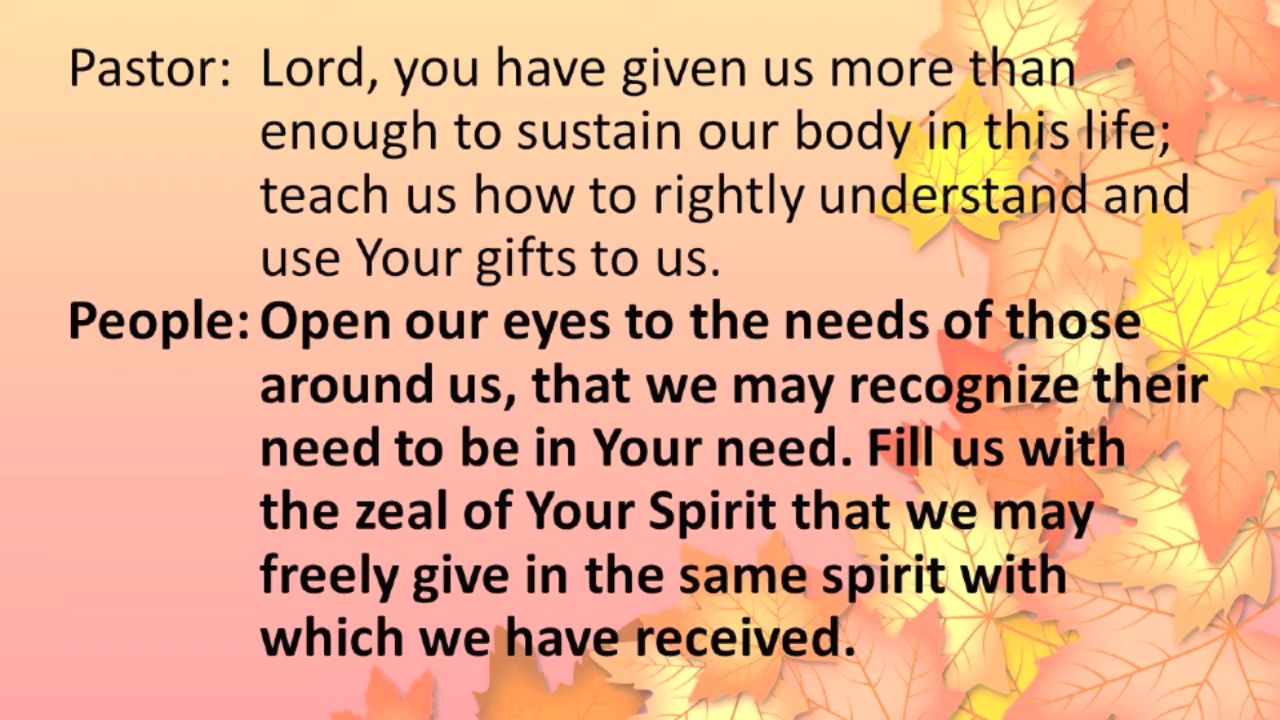 Pastor: Lord, you have given us more than
enough to sustain our body in this life;
teach us how to rightly understand and
use Your gifts to us.
People: Open our eyes to the needs of those
around us, that we may recognize their
need to be in Your need. Fill us with
the zeal of Your Spirit that we may
freely give in the same spirit with
which we have received.